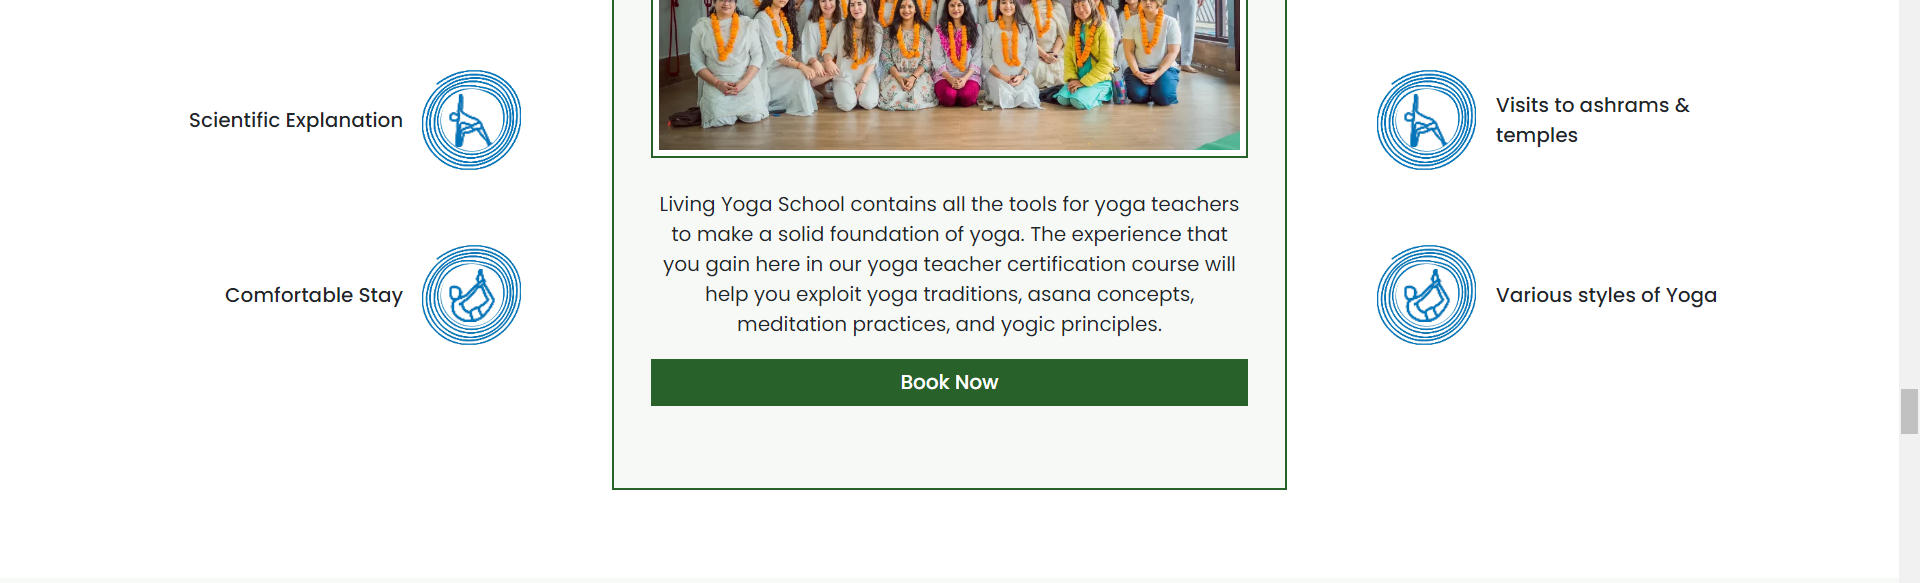 Scientific Explanation
Comfortable Stay
Living Yoga School contains all the tools for yoga teachers
to make a solid foundation of yoga. The experience that
you gain here in our yoga teacher certification course will
help you exploit yoga traditions, asana concepts,
meditation practices, and yogic principles.
Book Now
Visits to ashrams &
temples
Various styles of Yoga